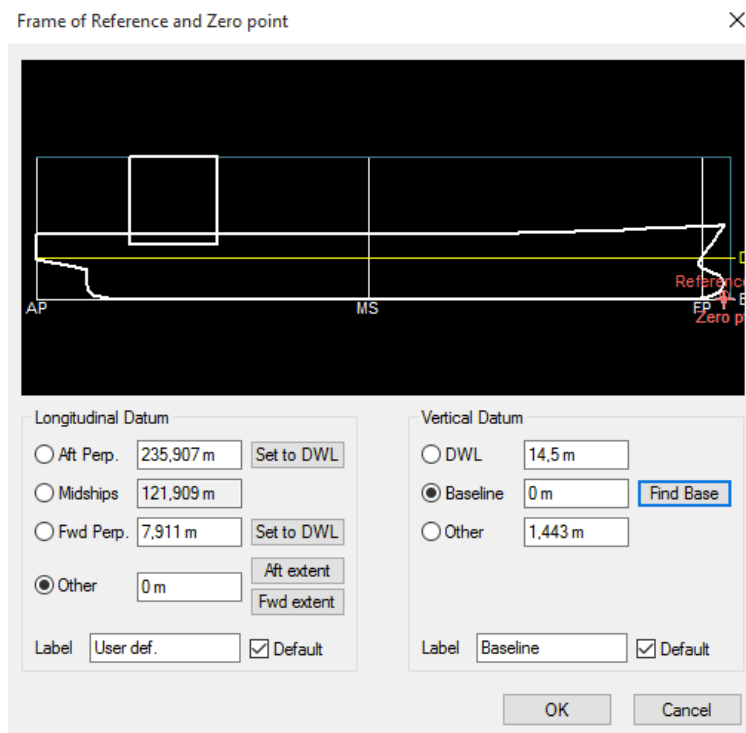 Frame of Reference and Zero point
Reference
AP
MS
FP
Zero p
Longitudinal Datum
Vertical Datum
Aft Perp. 235,907 m Set to DWL
DWL 14,5 m
Midships 121,909 m
Baseline 0 m Find Base
Fwd Perp. 7,911 m Set to DWL
Other 1,443 m
Other 0 m Aft extent
Fwd extent
Label User def. Default
Label Baseline Default
OK
Cancel